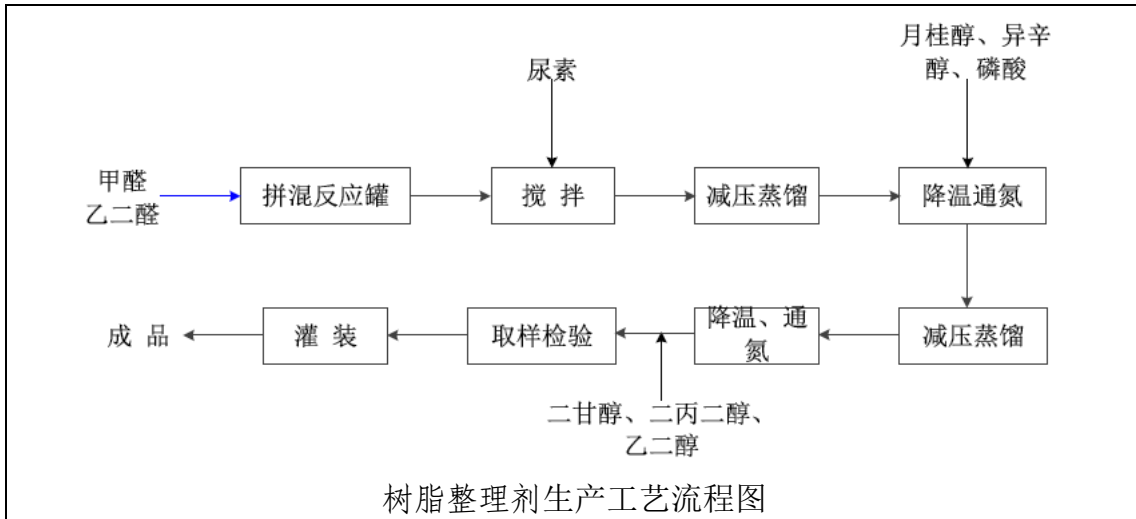 月桂醇、异辛
醇、磷酸
尿素
甲醛
乙二醛
拼混反应罐
搅 拌
减压蒸馏
降温通氮
成 品
灌 装
取样检验
降温、通
氮
减压蒸馏
二甘醇、二丙二醇、
乙二醇
树脂整理剂生产工艺流程图